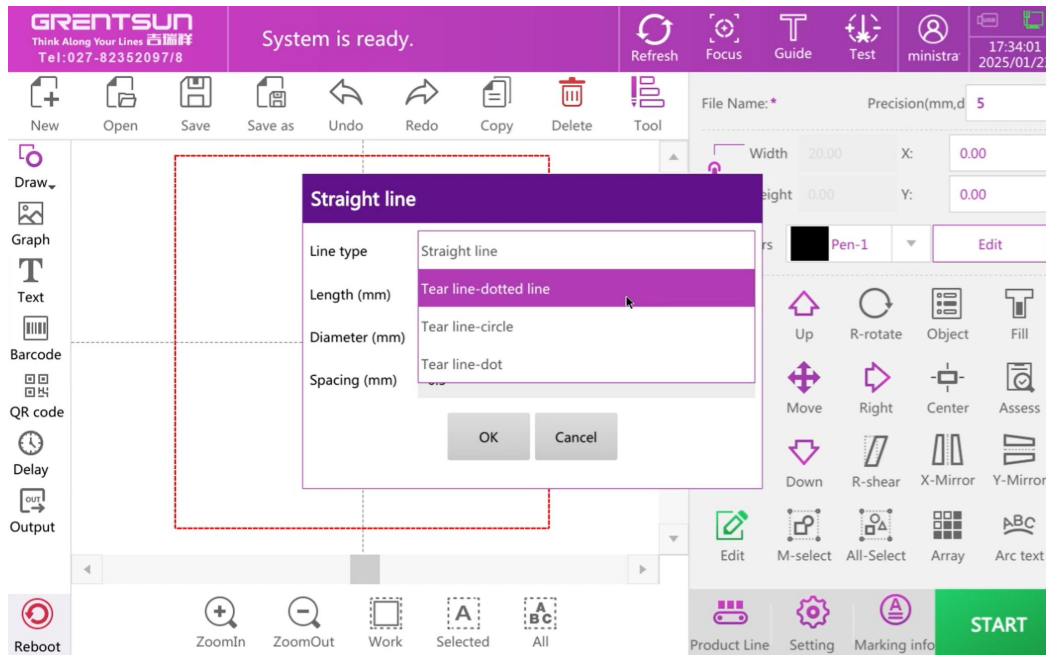 GRENTSUN
Think Along Your Lines 吉瑞祥
Tel:027-82352097/8
System is ready.
Refresh
Focus
Guide
Test
ministra
17:34:01
2025/01/2
New
Open
Save
Save as
Undo
Redo
Copy
Delete
Tool
File Name:*
Precision(mm,d
5
Draw
Graph
Text
Barcode
QR code
Delay
Output
Reboot
Width
20.00
X:
0.00
eight
0.00
Y:
0.00
rs
Pen-1
Edit
Straight line
Line type
Straight line
Length (mm)
Tear line-dotted line
Diameter (mm)
Tear line-circle
Tear line-dot
Spacing (mm)
OK
Cancel
Up
R-rotate
Object
Fill
Move
Right
Center
Assess
Down
R-shear
X-Mirror
Y-Mirror
Edit
M-select
All-Select
Array
ABC
Arc text
OUT
ZoomIn
ZoomOut
Work
A
Selected
A
B C
All
Product Line
Setting
A
Marking info
START